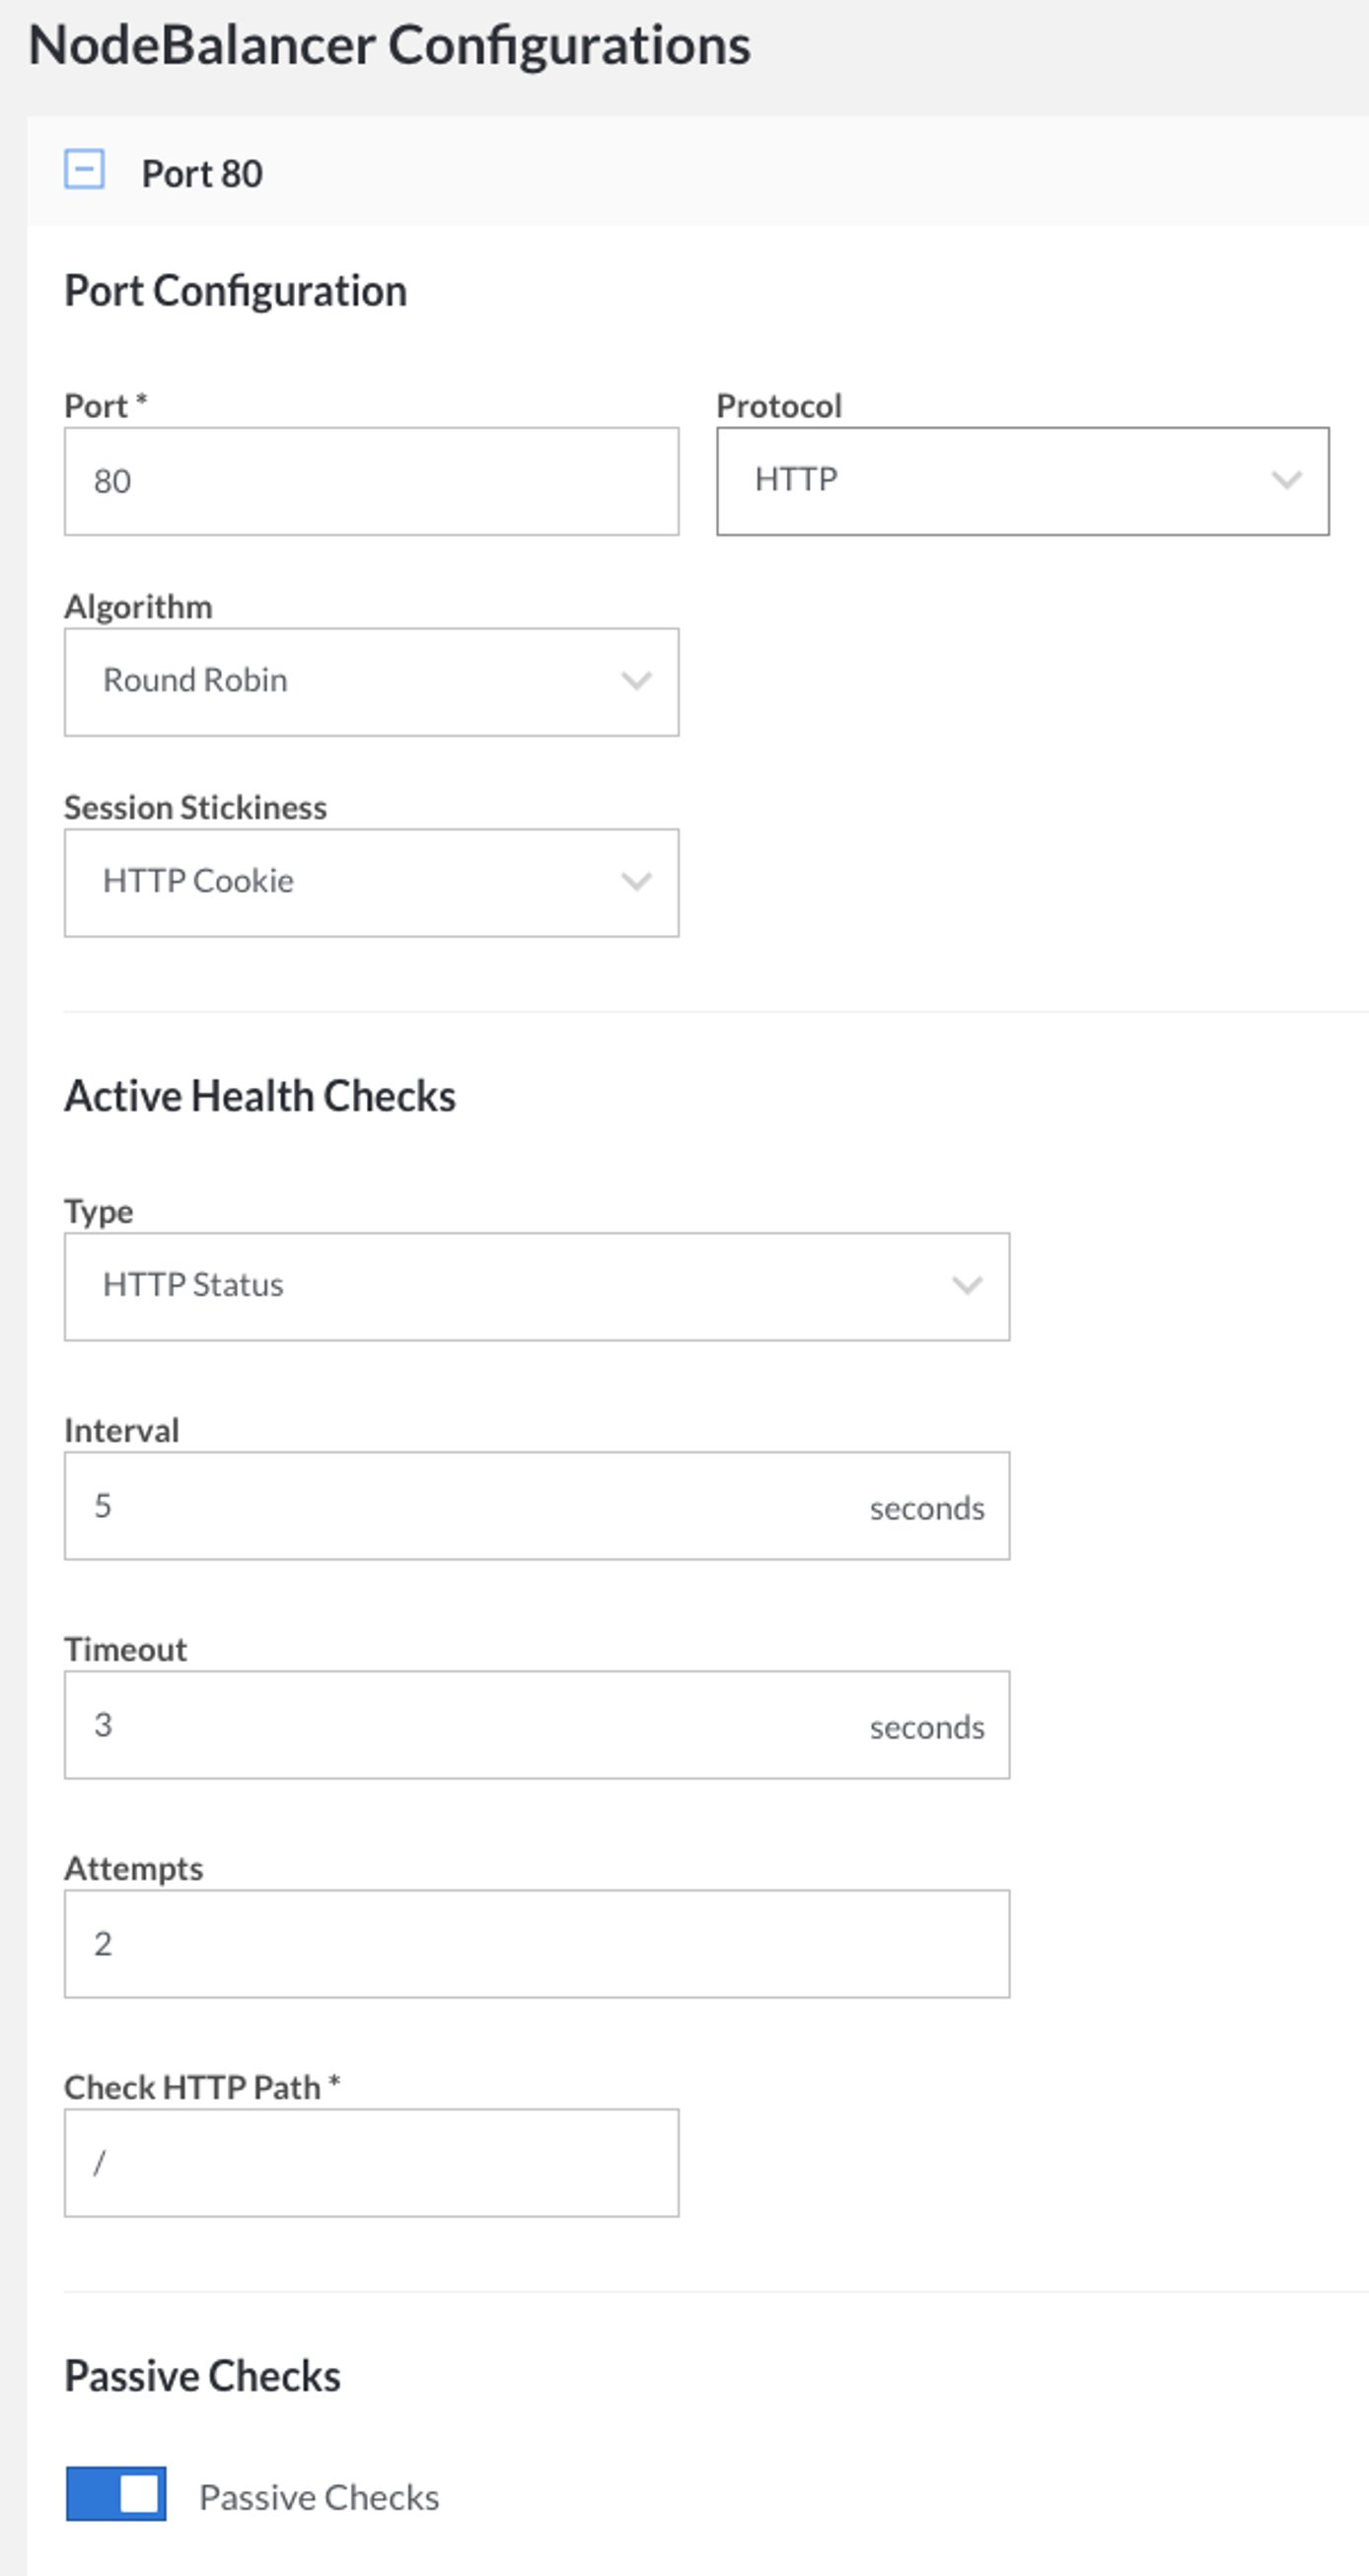 NodeBalancer Configurations
Port 80
Port Configuration
Port *
Protocol
80
HTTP
Algorithm
Round Robin
Session Stickiness
HTTP Cookie
Active Health Checks
Type
HTTP Status
Interval
5 seconds
Timeout
3 seconds
Attempts
2
Check HTTP Path *
/
Passive Checks
Passive Checks